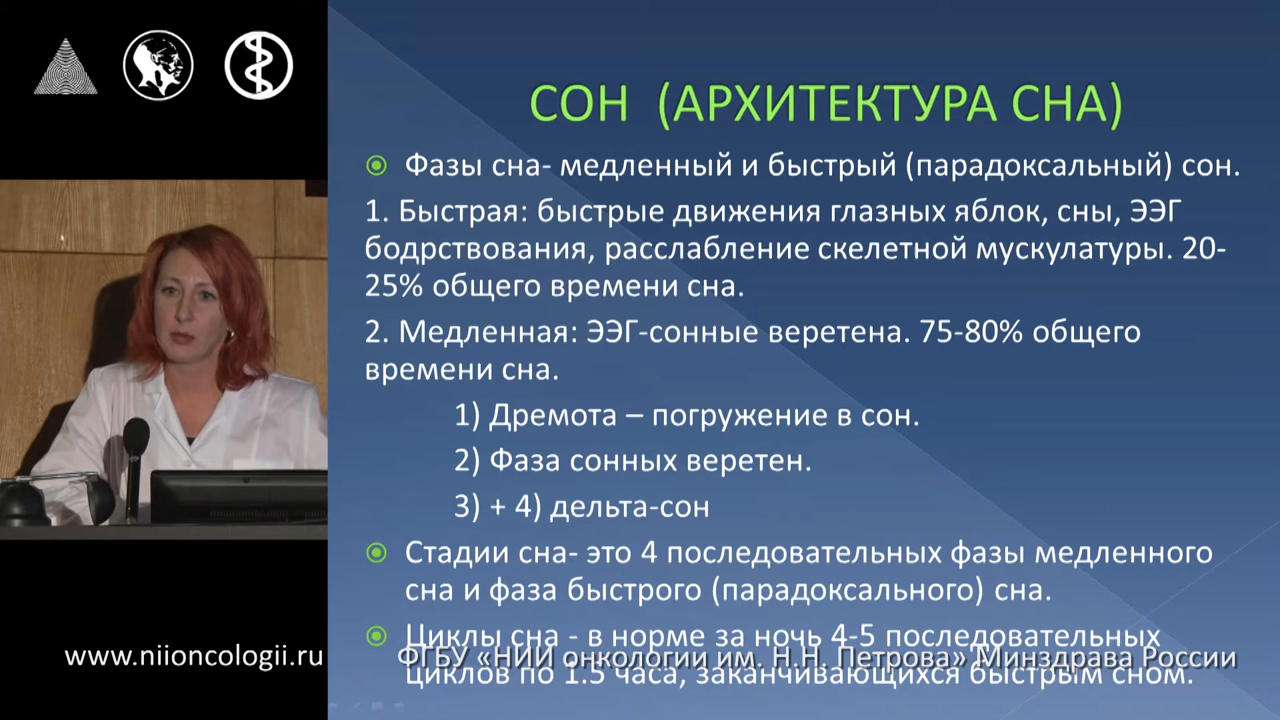 СОН (АРХИТЕКТУРА СНА)
Фазы сна- медленный и быстрый (парадоксальный) сон.
1. Быстрая: быстрые движения глазных яблок, сны, ЭЭГ
бодрствования, расслабление скелетной мускулатуры. 20-
25% общего времени сна.
2. Медленная: ЭЭГ-сонные веретена. 75-80% общего
времени сна.
1) Дремота – погружение в сон.
2) Фаза сонных веретен.
3) + 4) дельта-сон
Стадии сна- это 4 последовательных фазы медленного
сна и фаза быстрого (парадоксального) сна.
Циклы сна - в норме за ночь 4-5 последовательных
циклов по 1.5 часа, заканчивающихся быстрым сном.
www.niioncologii.ru
ФГБУ «НИИ онкологии им. Н.Н. Петрова» Минздрава России